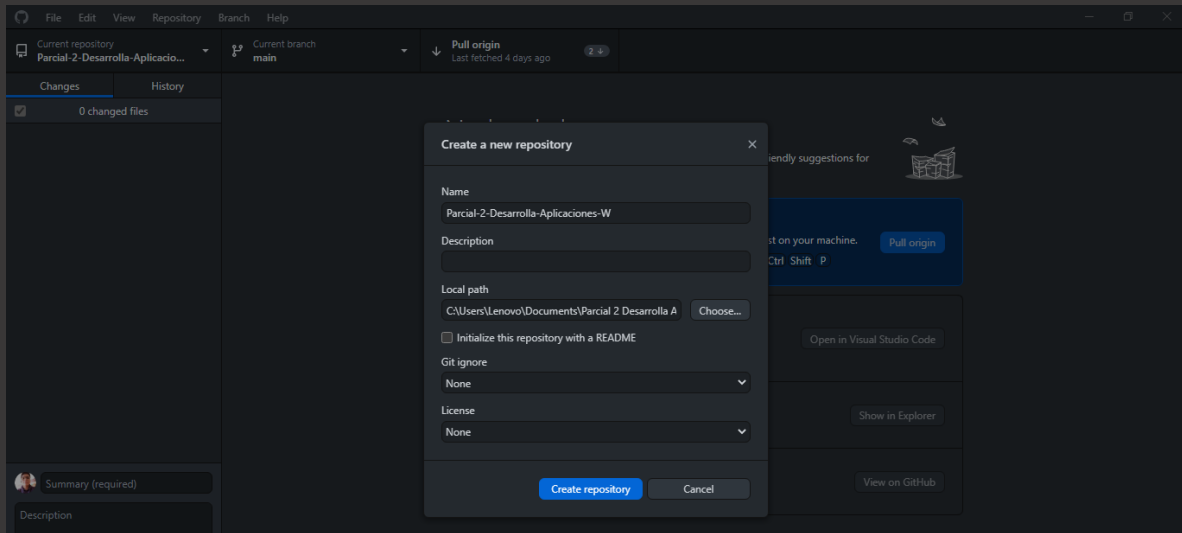 File Edit View Repository Branch Help
Current repository
Parcial-2-Desarrolla-Aplicacio...
Current branch
main
Pull origin
Last fetched 4 days ago
2
Changes History
0 changed files
Create a new repository
iendly suggestions for
Name
Parcial-2-Desarrolla-Aplicaciones-W
st on your machine.
Pull origin
Description
Ctrl Shift P
Local path
C:\Users\Lenovo\Documents\Parcial 2 Desarrolla A
Choose...
Initialize this repository with a README
Open in Visual Studio Code
Git ignore
None
License
None
Show in Explorer
Create repository
Cancel
View on GitHub
Summary (required)
Description